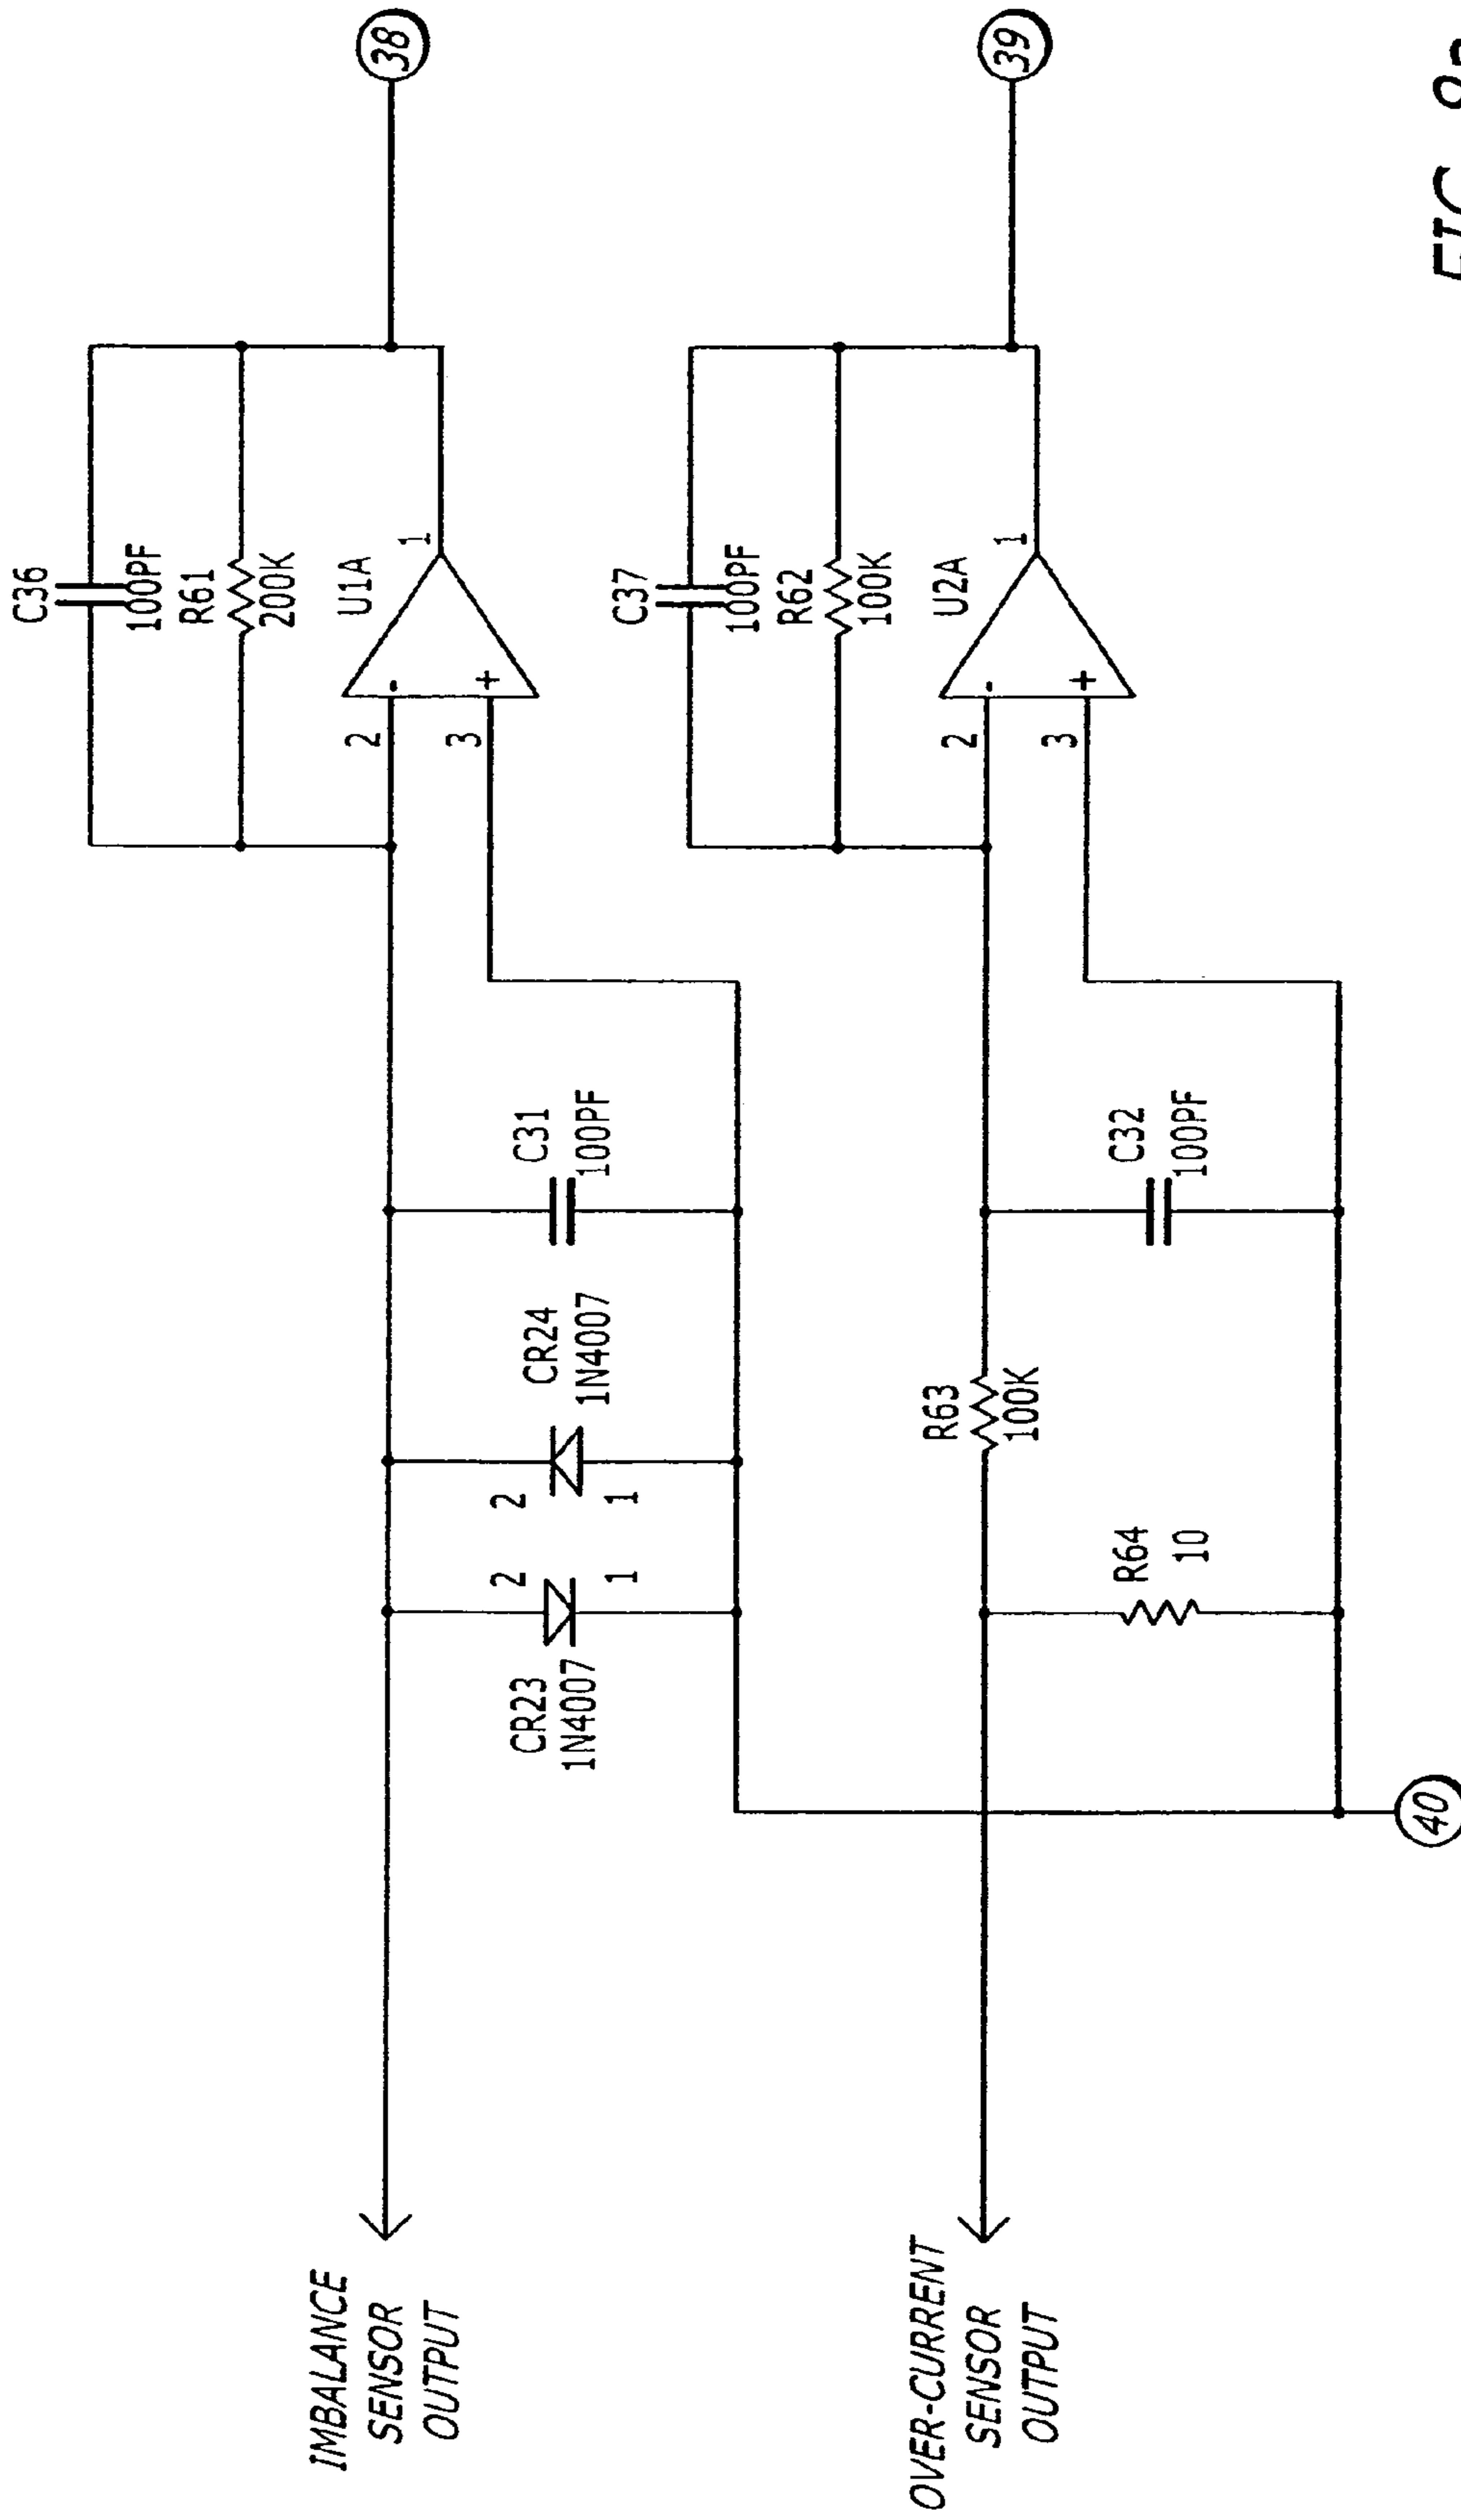 C36
100PF
R61
200K
U1A
1
2
-
3
+
38
C31
100PF
CR24
1N4007
2
1
2
1
CR23
1N4007
IMBALANCE
SENSOR
OUTPUT
C37
100PF
R62
100K
U2A
1
2
-
3
+
39
C32
100PF
R63
100K
R64
10
OVER-CURRENT
SENSOR
OUTPUT
40